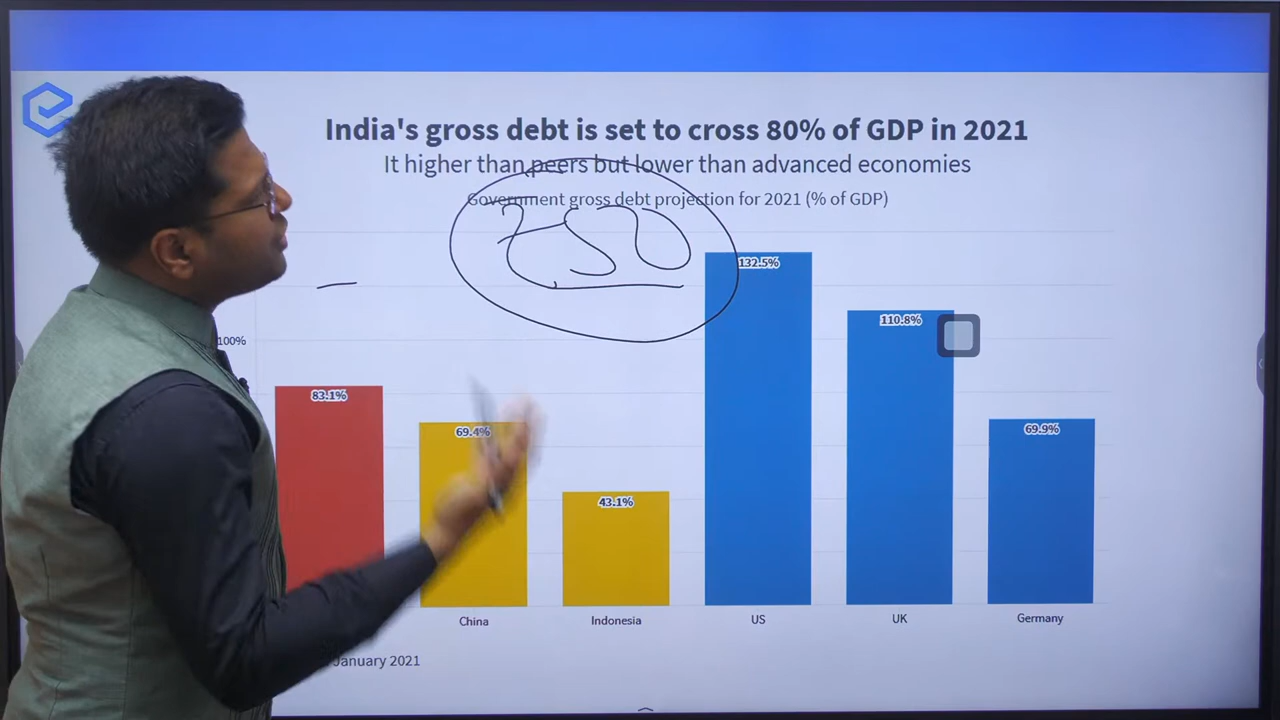 India's gross debt is set to cross 80% of GDP in 2021
It higher than peers but lower than advanced economies
Government gross debt projection for 2021 (% of GDP)
132.5%
110.8%
100%
83.1%
69.4%
69.9%
43.1%
China
Indonesia
US
UK
Germany
January 2021